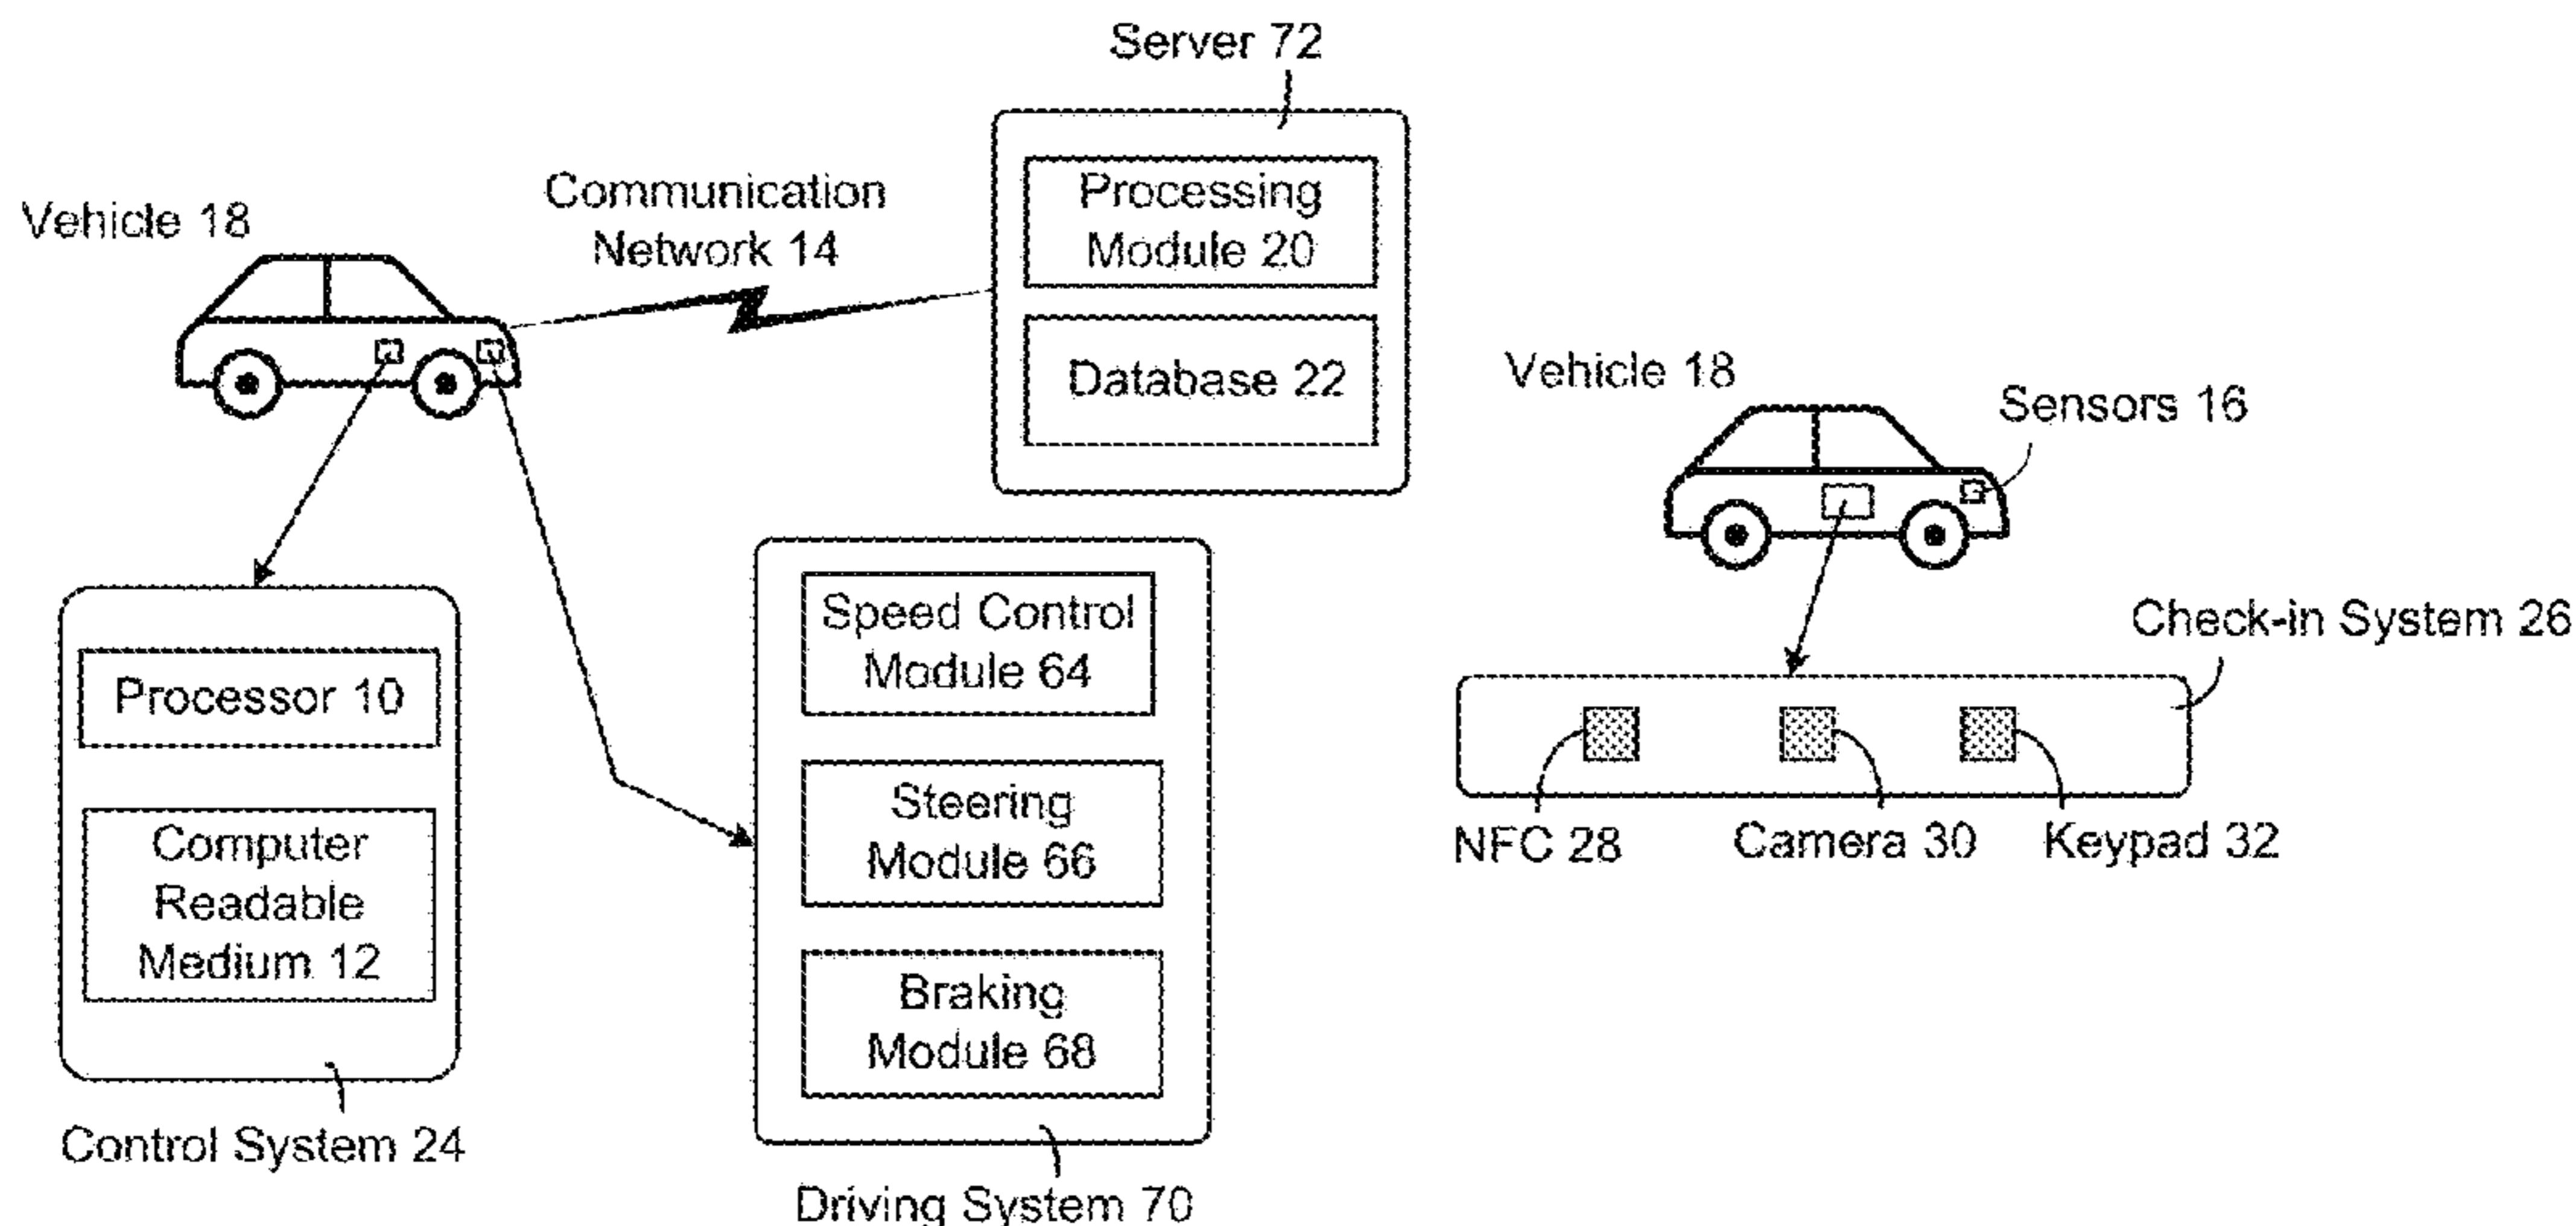 Server 72
Processing
Module 20
Database 22
Communication
Network 14
Vehicle 18
Processor 10
Computer
Readable
Medium 12
Control System 24
Speed Control
Module 64
Steering
Module 66
Braking
Module 68
Driving System 70
Vehicle 18
Sensors 16
Check-in System 26
NFC 28
Camera 30
Keypad 32